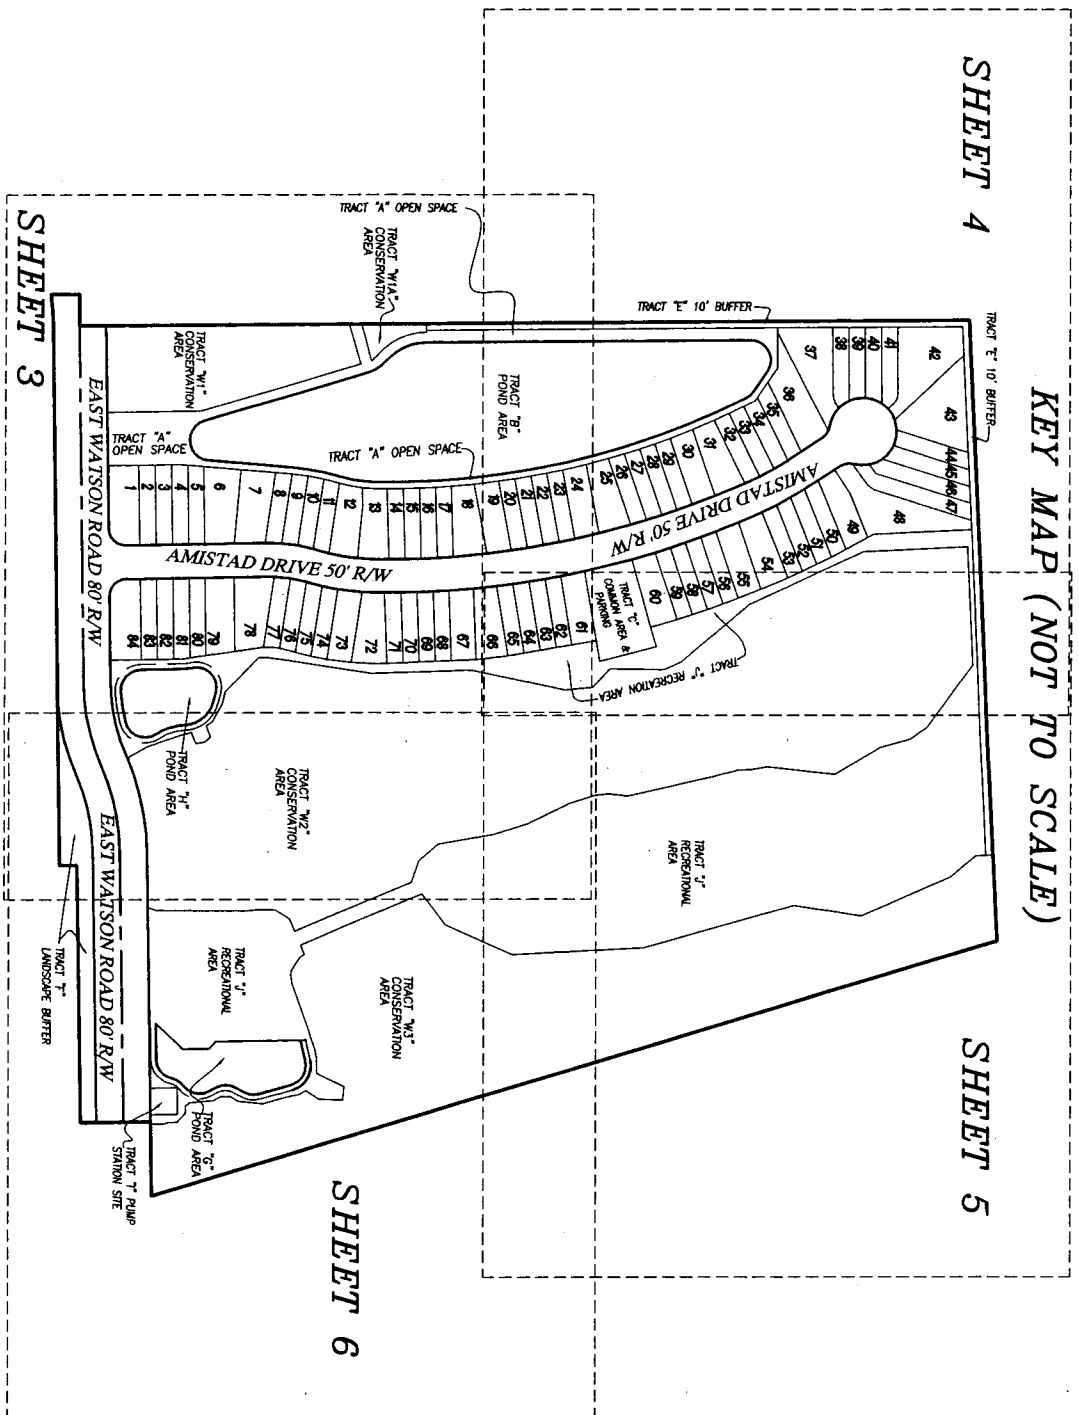 KEY MAP (NOT TO SCALE)
SHEET 4
SHEET 5
SHEET 3
SHEET 6
TRACT "E" 10' BUFFER
TRACT "E" 10' BUFFER
TRACT "A" OPEN SPACE
TRACT "W1A"
CONSERVATION
AREA
TRACT "W1"
CONSERVATION
AREA
TRACT "B"
POND AREA
TRACT "A"
OPEN SPACE
TRACT "A" OPEN SPACE
AMISTAD DRIVE 50' R/W
AMISTAD DRIVE 50' R/W
TRACT "C"
COMMON AREA &
PARKING
TRACT "J" RECREATION AREA
TRACT "J"
RECREATIONAL
AREA
TRACT "W2"
CONSERVATION
AREA
TRACT "H"
POND AREA
TRACT "W3"
CONSERVATION
AREA
TRACT "J"
RECREATIONAL
AREA
TRACT "G"
POND AREA
TRACT "I" PUMP
STATION SITE
TRACT "F"
LANDSCAPE BUFFER
EAST WATSON ROAD 80' R/W
EAST WATSON ROAD 80' R/W
1
2
3
4
5
6
7
8
9
10
11
12
13
14
15
16
17
18
19
20
21
22
23
24
25
26
27
28
29
30
31
32
33
34
35
36
37
38
39
40
41
42
43
44
45
46
47
48
49
50
51
52
53
54
55
56
57
58
59
60
61
62
63
64
65
66
67
68
69
70
71
72
73
74
75
76
77
78
79
80
81
82
83
84